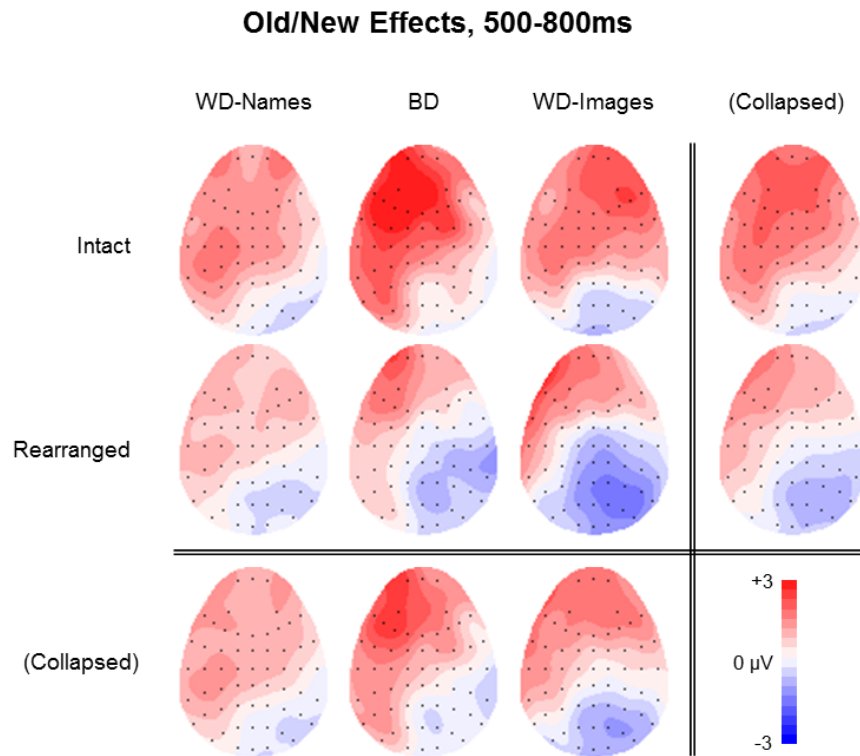 Old/New Effects, 500-800ms
WD-Names BD WD-Images (Collapsed)
Intact
Rearranged
(Collapsed)
+3
0 µV
-3